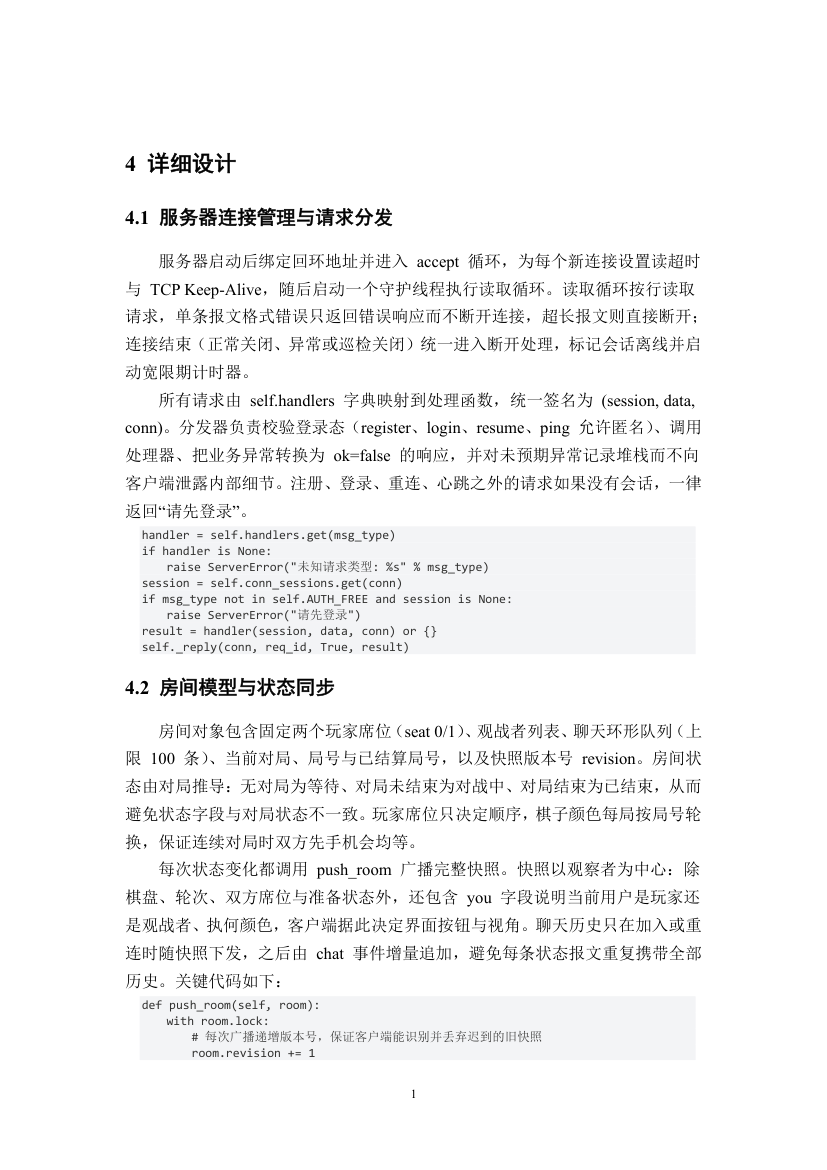 4 详细设计
4.1 服务器连接管理与请求分发
服务器启动后绑定回环地址并进入 accept 循环，为每个新连接设置读超时
与 TCP Keep-Alive，随后启动一个守护线程执行读取循环。读取循环按行读取
请求，单条报文格式错误只返回错误响应而不断开连接，超长报文则直接断开；
连接结束（正常关闭、异常或巡检关闭）统一进入断开处理，标记会话离线并启
动宽限期计时器。
所有请求由 self.handlers 字典映射到处理函数，统一签名为 (session, data,
conn)。分发器负责校验登录态（register、login、resume、ping 允许匿名）、调用
处理器、把业务异常转换为 ok=false 的响应，并对未预期异常记录堆栈而不向
客户端泄露内部细节。注册、登录、重连、心跳之外的请求如果没有会话，一律
返回“请先登录”。
handler = self.handlers.get(msg_type)
if handler is None:
    raise ServerError("未知请求类型: %s" % msg_type)
session = self.conn_sessions.get(conn)
if msg_type not in self.AUTH_FREE and session is None:
    raise ServerError("请先登录")
result = handler(session, data, conn) or {}
self._reply(conn, req_id, True, result)
4.2 房间模型与状态同步
房间对象包含固定两个玩家席位（seat 0/1）、观战者列表、聊天环形队列（上
限 100 条）、当前对局、局号与已结算局号，以及快照版本号 revision。房间状
态由对局推导：无对局为等待、对局未结束为对战中、对局结束为已结束，从而
避免状态字段与对局状态不一致。玩家席位只决定顺序，棋子颜色每局按局号轮
换，保证连续对局时双方先手机会均等。
每次状态变化都调用 push_room 广播完整快照。快照以观察者为中心：除
棋盘、轮次、双方席位与准备状态外，还包含 you 字段说明当前用户是玩家还
是观战者、执何颜色，客户端据此决定界面按钮与视角。聊天历史只在加入或重
连时随快照下发，之后由 chat 事件增量追加，避免每条状态报文重复携带全部
历史。关键代码如下：
def push_room(self, room):
    with room.lock:
        # 每次广播递增版本号，保证客户端能识别并丢弃迟到的旧快照
        room.revision += 1
1